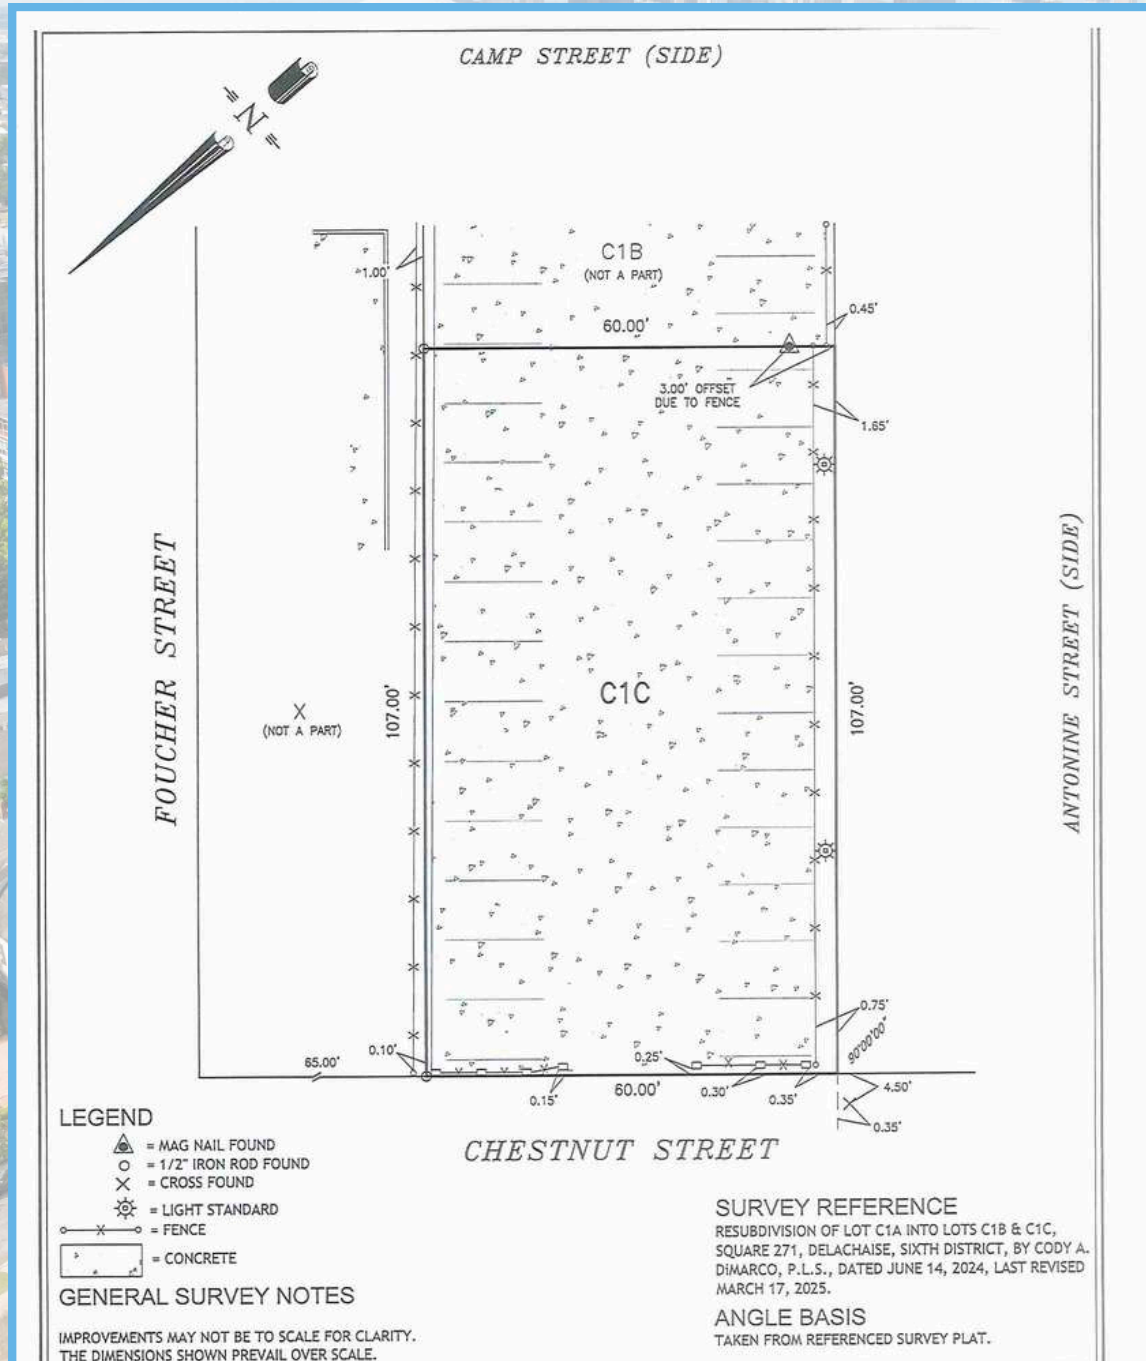 CAMP STREET (SIDE)
N
C1B
(NOT A PART)
1.00'
60.00'
0.45'
3.00' OFFSET
DUE TO FENCE
1.65'
FOUCHER STREET
ANTONINE STREET (SIDE)
X
(NOT A PART)
107.00'
C1C
107.00'
0.75'
90°00'00"
65.00'
0.10'
0.25'
0.15'
60.00'
0.30'
0.35'
4.50'
0.35'
CHESTNUT STREET
LEGEND
= MAG NAIL FOUND
= 1/2" IRON ROD FOUND
= CROSS FOUND
= LIGHT STANDARD
= FENCE
= CONCRETE
GENERAL SURVEY NOTES
IMPROVEMENTS MAY NOT BE TO SCALE FOR CLARITY.
THE DIMENSIONS SHOWN PREVAIL OVER SCALE.
SURVEY REFERENCE
RESUBDIVISION OF LOT C1A INTO LOTS C1B & C1C,
SQUARE 271, DELACHAISE, SIXTH DISTRICT, BY CODY A.
DiMARCO, P.L.S., DATED JUNE 14, 2024, LAST REVISED
MARCH 17, 2025.
ANGLE BASIS
TAKEN FROM REFERENCED SURVEY PLAT.